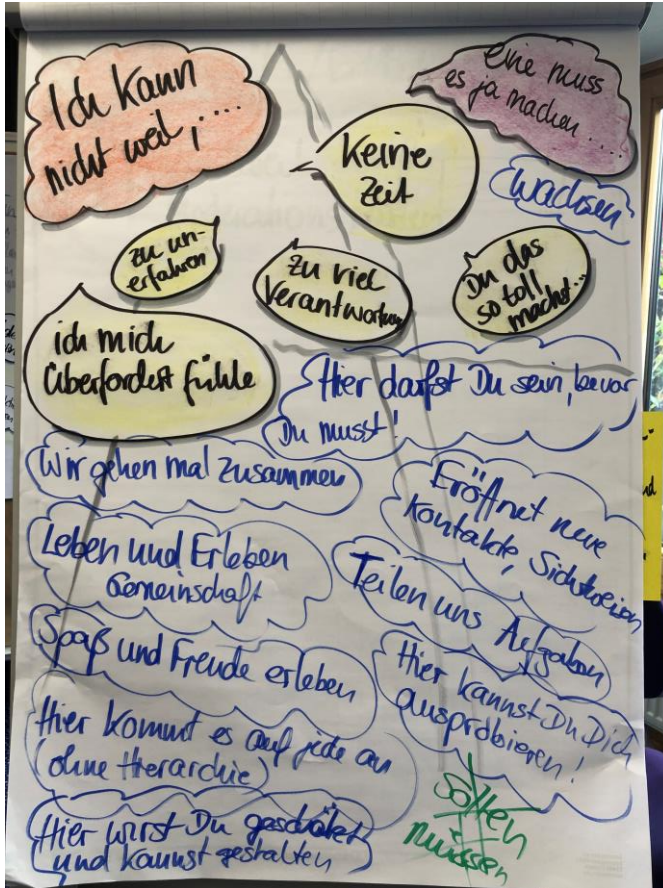 Ich kann
nicht weil, ....
eine muss
es ja machen ....
Keine
Zeit
wachsen
zu un-
erfahren
zu viel
Verantwortung
Du das
so toll
machst...
ich mich
überfordert fühle
Hier darfst Du sein, bevor
Du musst!
Wir gehen mal zusammen
Eröffnet neue
Kontakte, Sichtweisen
Leben und Erleben
Gemeinschaft
Teilen uns Aufgaben
Spaß und Freude erleben
Hier kannst Du Dich
ausprobieren!
Hier kommt es auf jede an
(ohne Hierarchie)
sollten
müssen
Hier wirst Du geschätzt
und kannst gestalten